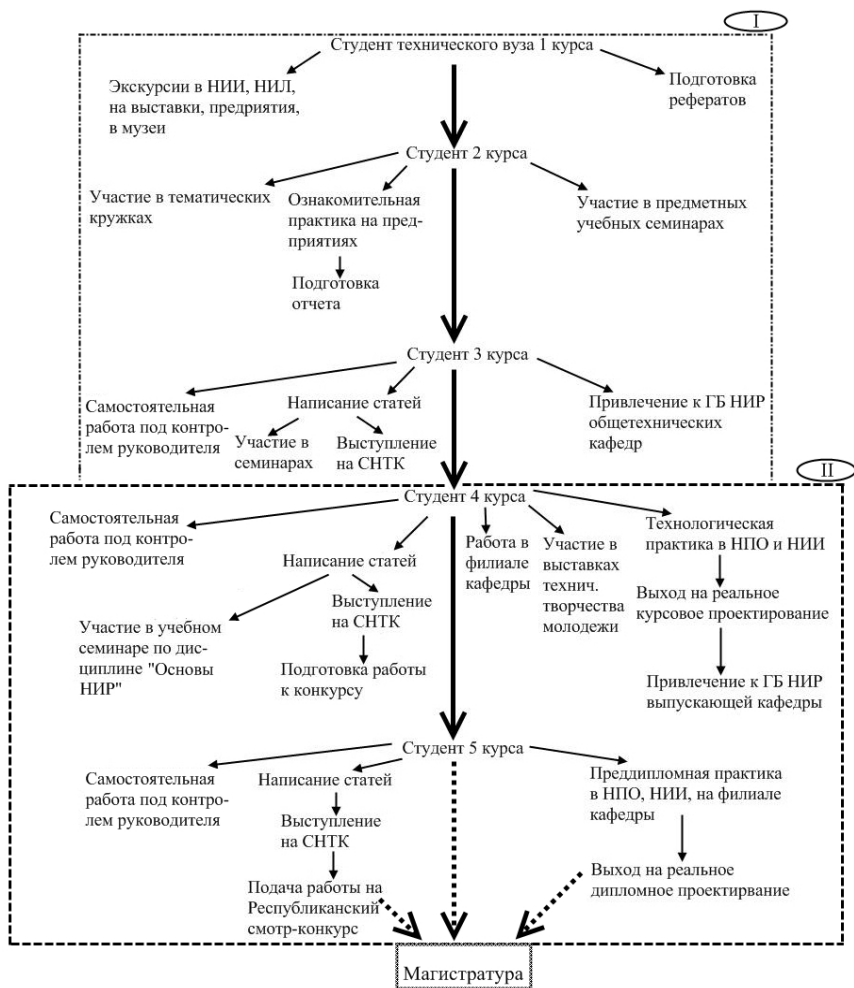 I
Студент технического вуза 1 курса
Экскурсии в НИИ, НИЛ,
на выставки, предриятия,
в музеи
Подготовка
рефератов
Студент 2 курса
Участие в тематических
кружках
Ознакомительная
практика на пред-
приятиях
Участие в предметных
учебных семинарах
Подготовка
отчета
Студент 3 курса
Самостоятельная
работа под контро-
лем руководителя
Написание статей
Привлечение к ГБ НИР
общетехнических
кафедр
Участие в
семинарах
Выступление
на СНТК
II
Студент 4 курса
Самостоятельная
работа под контро-
лем руководителя
Написание статей
Работа в
филиале
кафедры
Участие в
выставках
технич.
творчества
молодежи
Технологическая
практика в НПО и НИИ
Выход на реальное
курсовое проектирование
Выступление
на СНТК
Участие в учебном
семинаре по дис-
циплине "Основы
НИР"
Подготовка работы
к конкурсу
Привлечение к ГБ НИР
выпускающей кафедры
Студент 5 курса
Самостоятельная
работа под контро-
лем руководителя
Написание статей
Преддипломная практика
в НПО, НИИ, на филиале
кафедры
Выступление
на СНТК
Подача работы на
Республиканский
смотр-конкурс
Выход на реальное
дипломное проектирвание
Магистратура